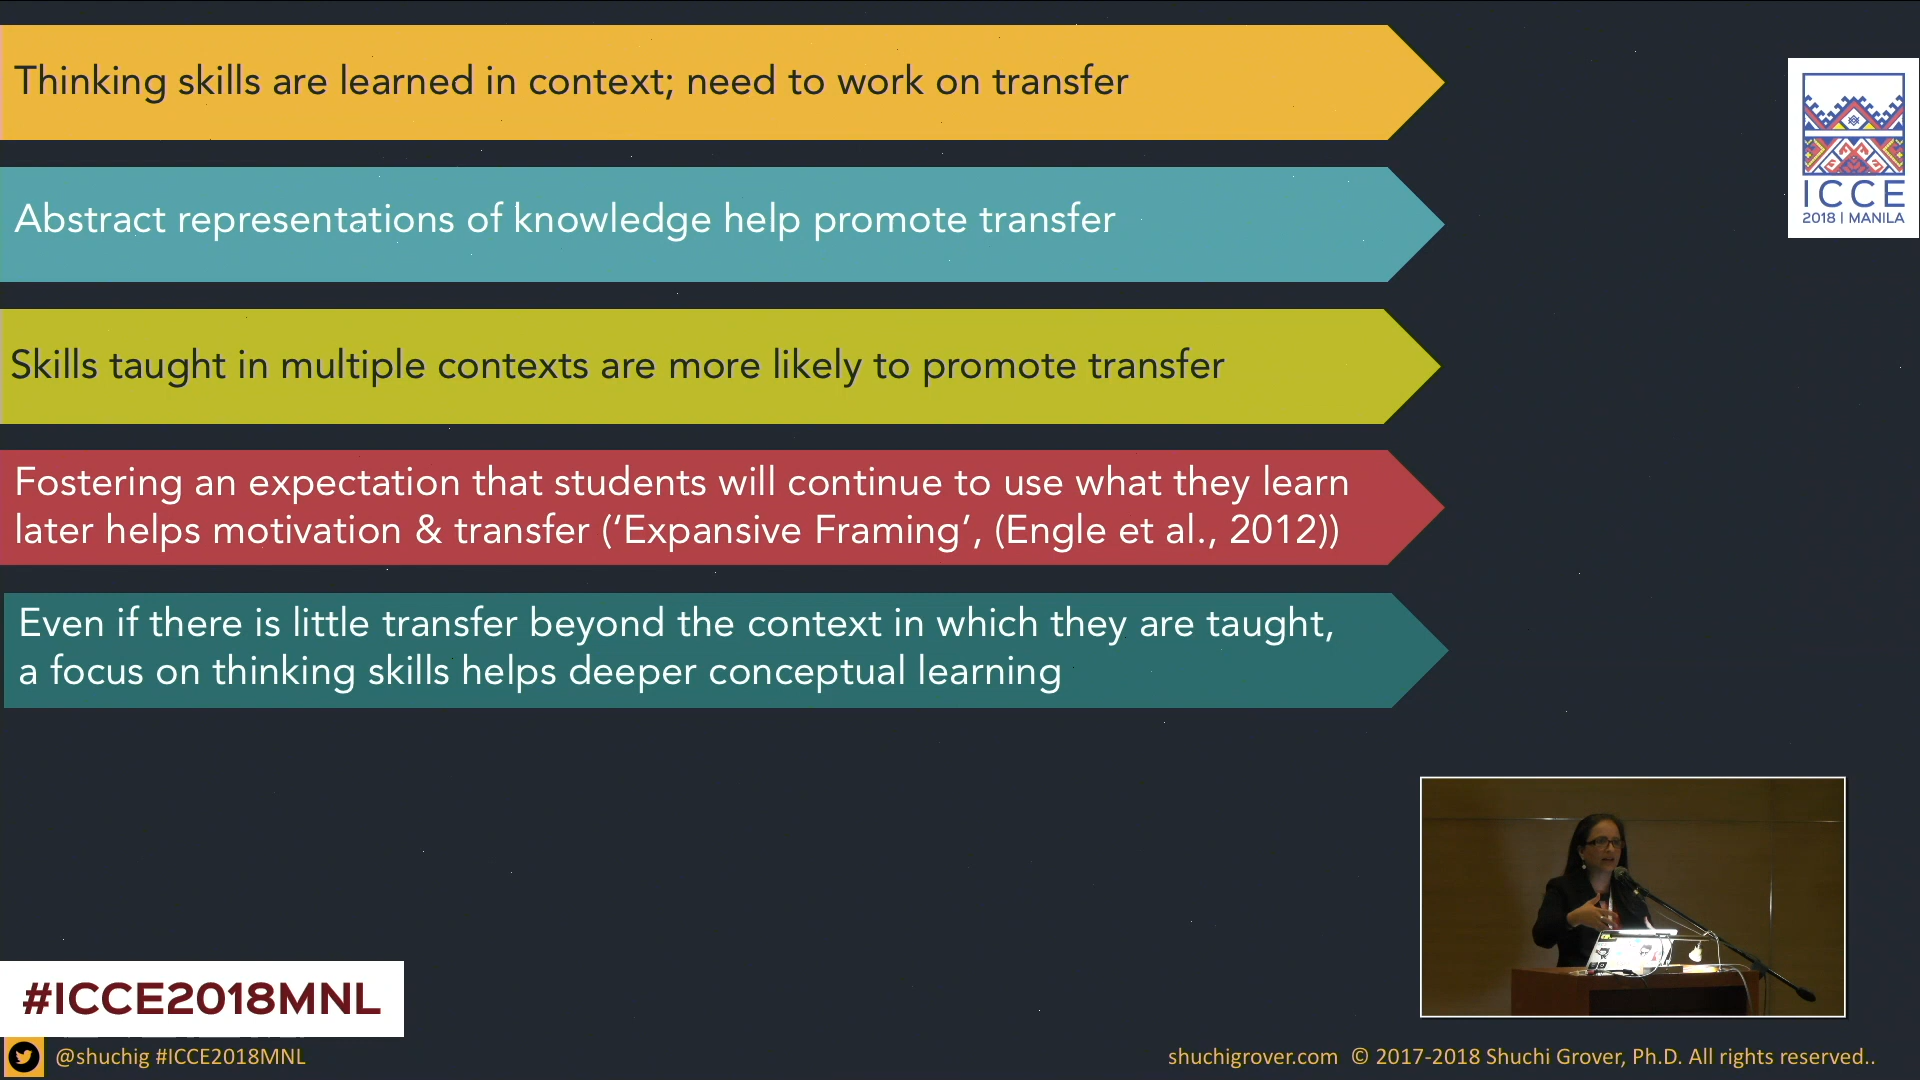 Thinking skills are learned in context; need to work on transfer
Abstract representations of knowledge help promote transfer
Skills taught in multiple contexts are more likely to promote transfer
Fostering an expectation that students will continue to use what they learn
later helps motivation & transfer (‘Expansive Framing’, (Engle et al., 2012))
Even if there is little transfer beyond the context in which they are taught,
a focus on thinking skills helps deeper conceptual learning
ICCE
2018 | MANILA
#ICCE2018MNL
@shuchig #ICCE2018MNL
shuchigrover.com © 2017-2018 Shuchi Grover, Ph.D. All rights reserved..